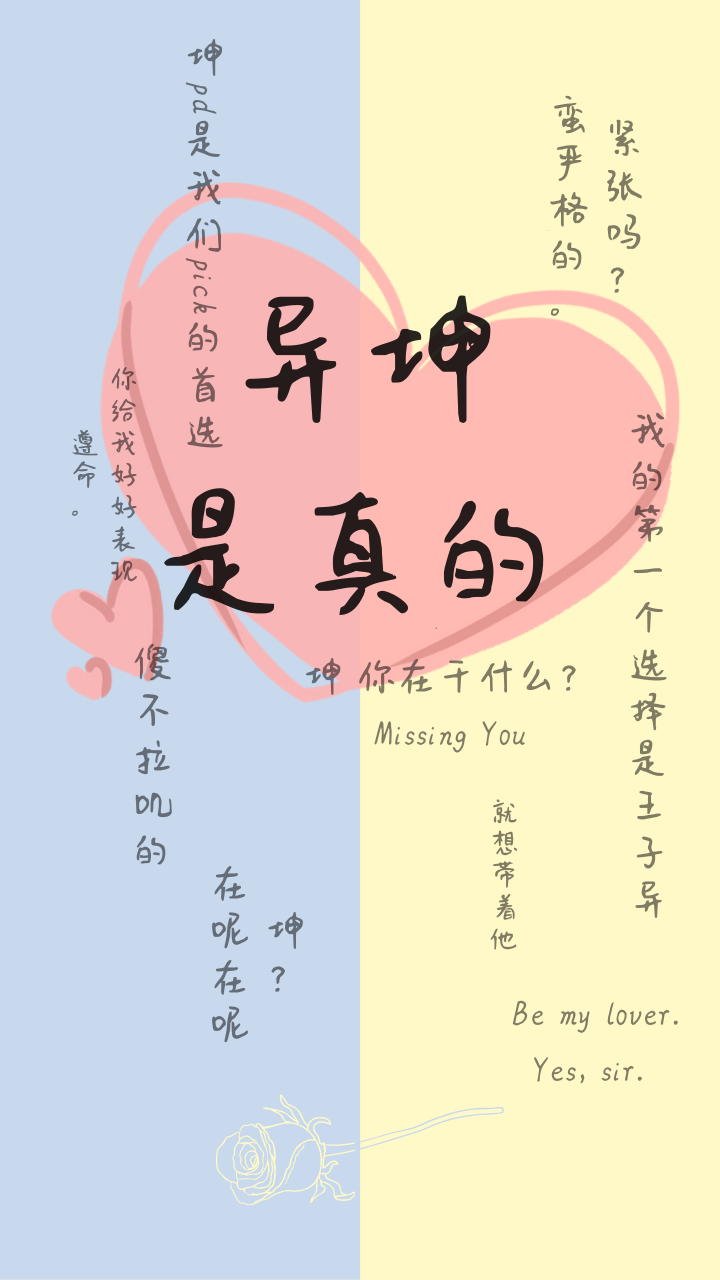 坤pd是我们pick的首选
紧张吗?
蛮严格的。
异坤
是真的
你给我好好表现
遵命。
我的第一个选择是王子异
傻不拉叽的
坤 你在干什么?
Missing You
就想带着他
坤?
在呢在呢
Be my lover.
Yes, sir.